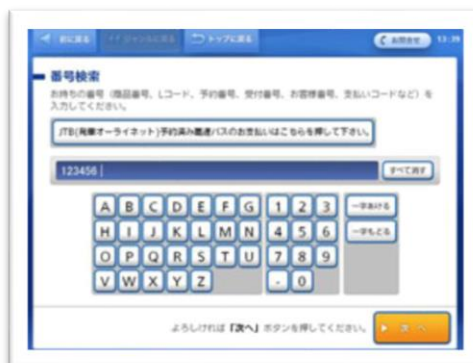 前に戻る ジャンルに戻る トップに戻る お問合せ 13:39
番号検索
お持ちの番号（商品番号、Lコード、予約番号、受付番号、お客様番号、支払いコードなど）を
入力してください。
JTB(発車オーライネット)予約済み高速バスのお支払いはこちらを押して下さい。
123456 すべて消す
A B C D E F G 1 2 3 一字あける
H I J K L M N 4 5 6 一字もどる
O P Q R S T U 7 8 9
V W X Y Z - 0
よろしければ「次へ」ボタンを押してください。 次へ